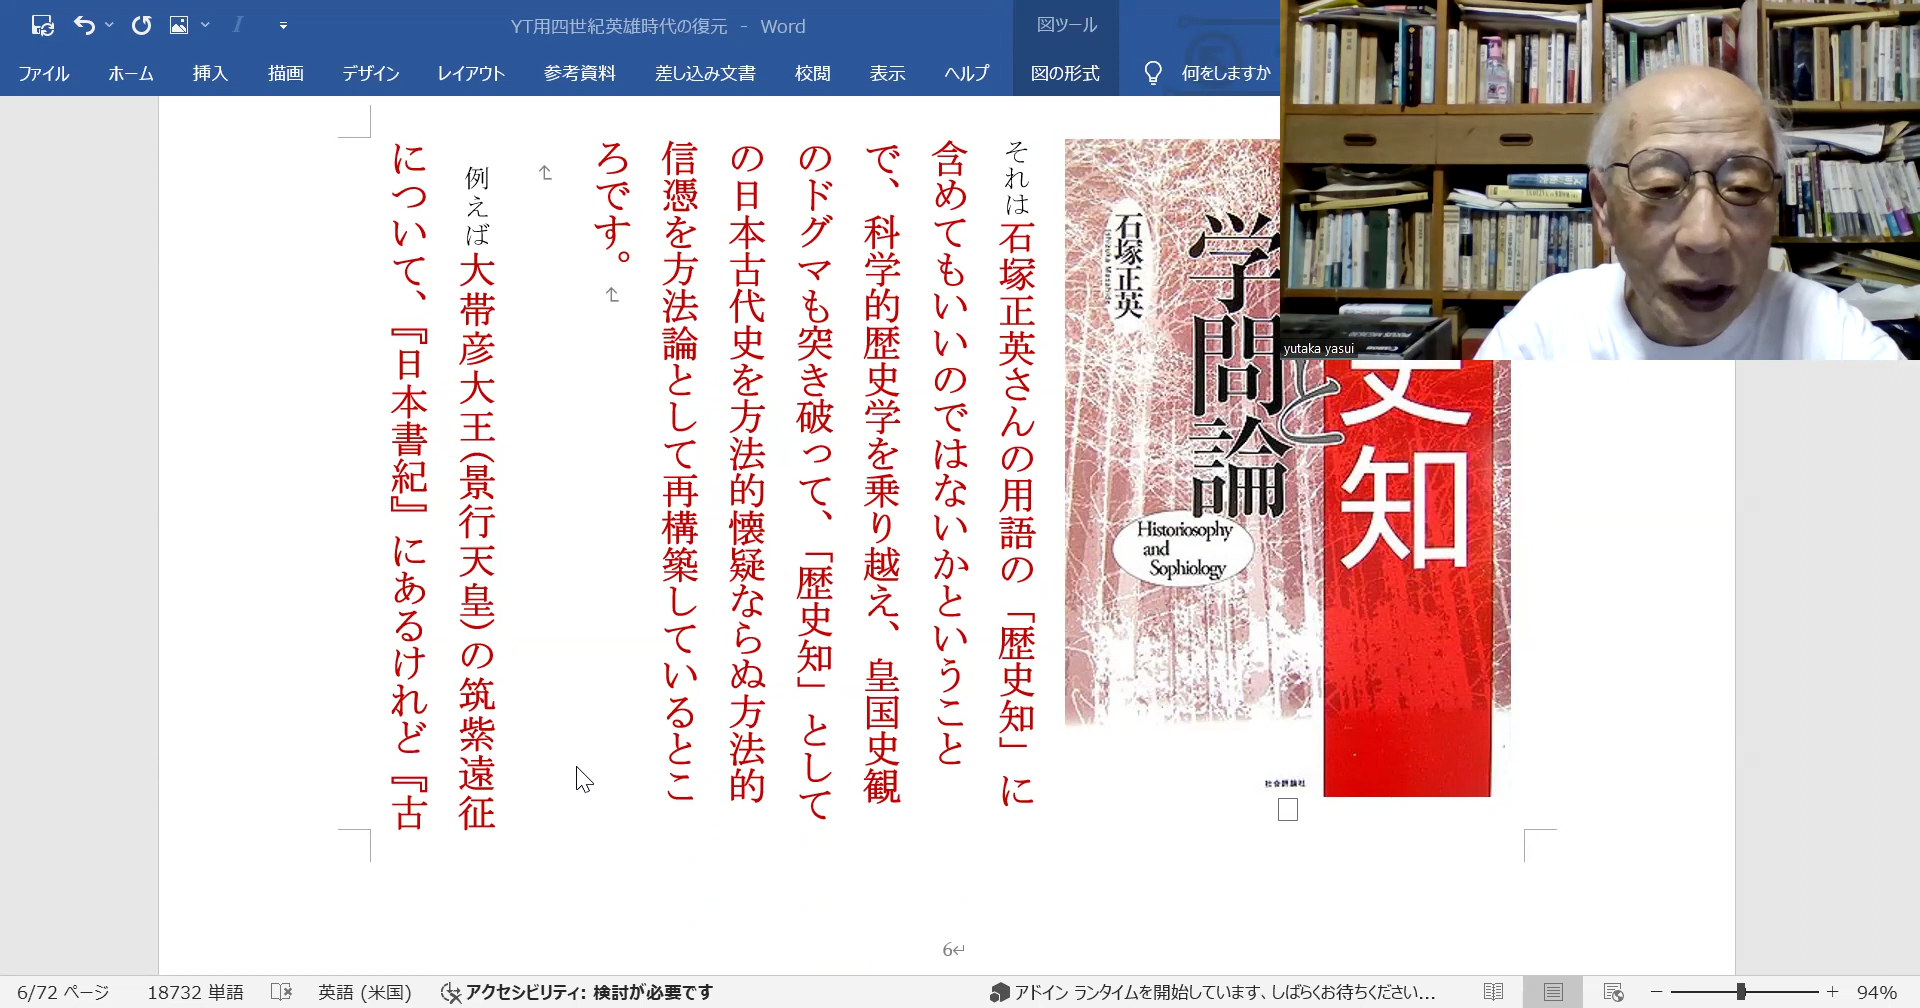 YT用四世紀英雄時代の復元 - Word
図ツール
ファイル
ホーム
挿入
描画
デザイン
レイアウト
参考資料
差し込み文書
校閲
表示
ヘルプ
図の形式
何をしますか
yutaka yasui
史知
と
学問論
石塚正英
Historiosophy
and
Sophiology
社会評論社
それは石塚正英さんの用語の「歴史知」に
含めてもいいのではないかということ
で、科学的歴史学を乗り越え、皇国史観
のドグマも突き破って、「歴史知」として
の日本古代史を方法的懐疑ならぬ方法的
信憑を方法論として再構築しているとこ
ろです。
例えば大帯彦大王(景行天皇)の筑紫遠征
について、『日本書紀』にあるけれど『古
6
6/72 ページ
18732 単語
英語 (米国)
アクセシビリティ: 検討が必要です
アドイン ランタイムを開始しています、しばらくお待ちください...
94%